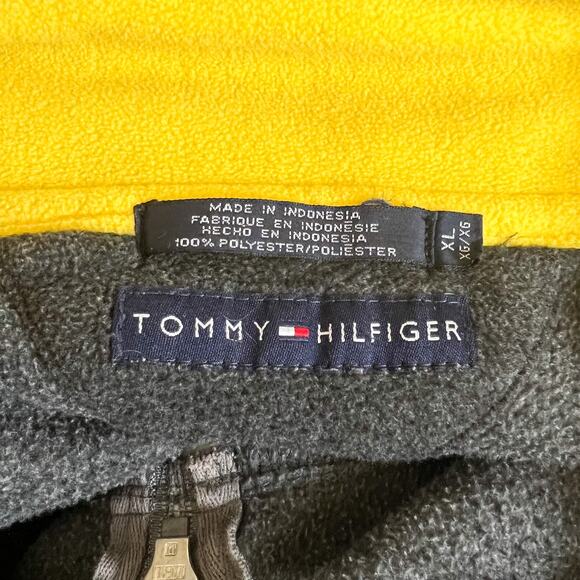 MADE IN INDONESIA
FABRIQUE EN INDONESIE
HECHO EN INDONESIA
100% POLYESTER/POLIESTER
XL
XG/XG
TOMMY HILFIGER